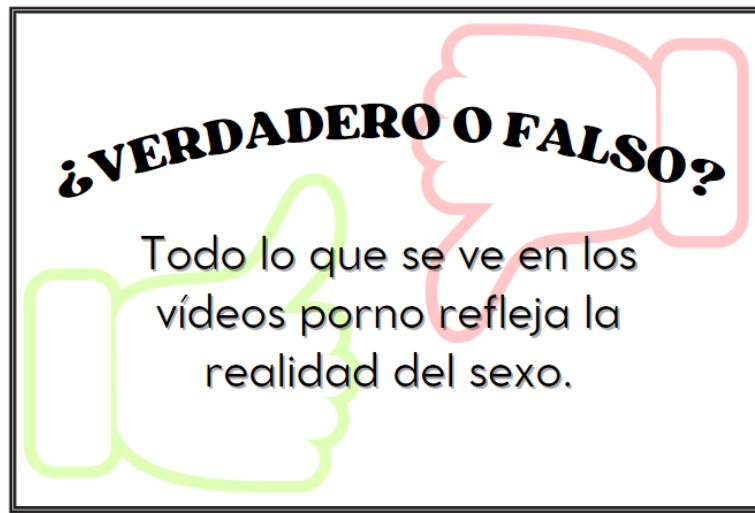 ¿VERDADERO O FALSO?
Todo lo que se ve en los
vídeos porno refleja la
realidad del sexo.